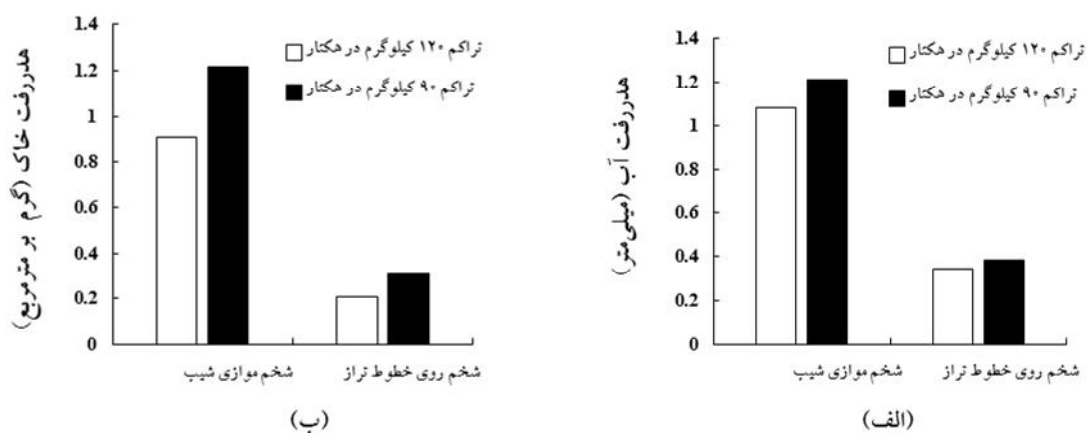 هدررفت آب (میلی‌متر)
1.4
1.2
1
0.8
0.6
0.4
0.2
0
تراکم ۱۲۰ کیلوگرم در هکتار
تراکم ۹۰ کیلوگرم در هکتار
شخم موازی شیب
شخم روی خطوط تراز
(الف)
هدررفت خاک (گرم بر مترمربع)
1.4
1.2
1
0.8
0.6
0.4
0.2
0
تراکم ۱۲۰ کیلوگرم در هکتار
تراکم ۹۰ کیلوگرم در هکتار
شخم موازی شیب
شخم روی خطوط تراز
(ب)